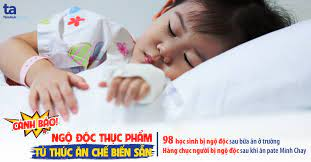 ta
CẢNH BÁO!
NGỘ ĐỘC THỰC PHẨM
TỪ THỨC ĂN CHẾ BIẾN SẴN
98 học sinh bị ngộ độc sau bữa ăn ở trường
Hàng chục người bị ngộ độc sau khi ăn pate Minh Chay